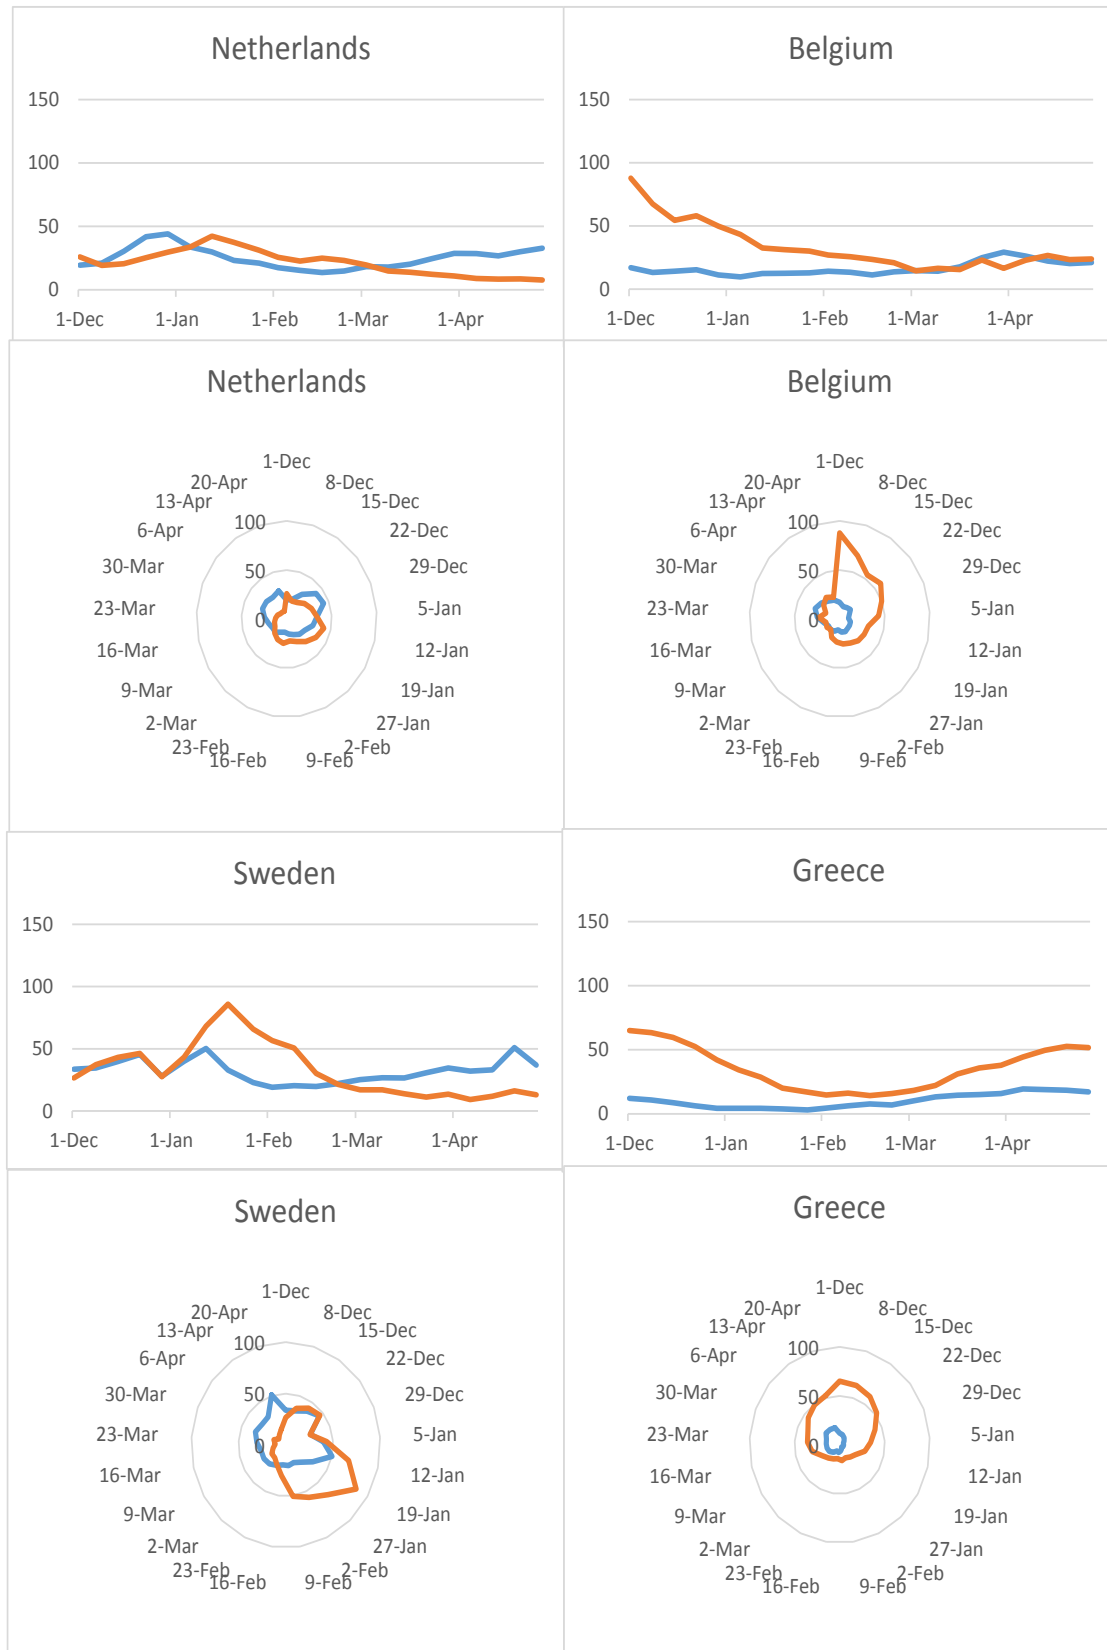 Netherlands
150
100
50
0
1-Dec 1-Jan 1-Feb 1-Mar 1-Apr
Belgium
150
100
50
0
1-Dec 1-Jan 1-Feb 1-Mar 1-Apr
Netherlands
1-Dec
8-Dec
15-Dec
22-Dec
29-Dec
5-Jan
12-Jan
19-Jan
27-Jan
2-Feb
9-Feb
16-Feb
23-Feb
2-Mar
9-Mar
16-Mar
23-Mar
30-Mar
6-Apr
13-Apr
20-Apr
100
50
0
Belgium
1-Dec
8-Dec
15-Dec
22-Dec
29-Dec
5-Jan
12-Jan
19-Jan
27-Jan
2-Feb
9-Feb
16-Feb
23-Feb
2-Mar
9-Mar
16-Mar
23-Mar
30-Mar
6-Apr
13-Apr
20-Apr
100
50
0
Sweden
150
100
50
0
1-Dec 1-Jan 1-Feb 1-Mar 1-Apr
Greece
150
100
50
0
1-Dec 1-Jan 1-Feb 1-Mar 1-Apr
Sweden
1-Dec
8-Dec
15-Dec
22-Dec
29-Dec
5-Jan
12-Jan
19-Jan
27-Jan
2-Feb
9-Feb
16-Feb
23-Feb
2-Mar
9-Mar
16-Mar
23-Mar
30-Mar
6-Apr
13-Apr
20-Apr
100
50
0
Greece
1-Dec
8-Dec
15-Dec
22-Dec
29-Dec
5-Jan
12-Jan
19-Jan
27-Jan
2-Feb
9-Feb
16-Feb
23-Feb
2-Mar
9-Mar
16-Mar
23-Mar
30-Mar
6-Apr
13-Apr
20-Apr
100
50
0